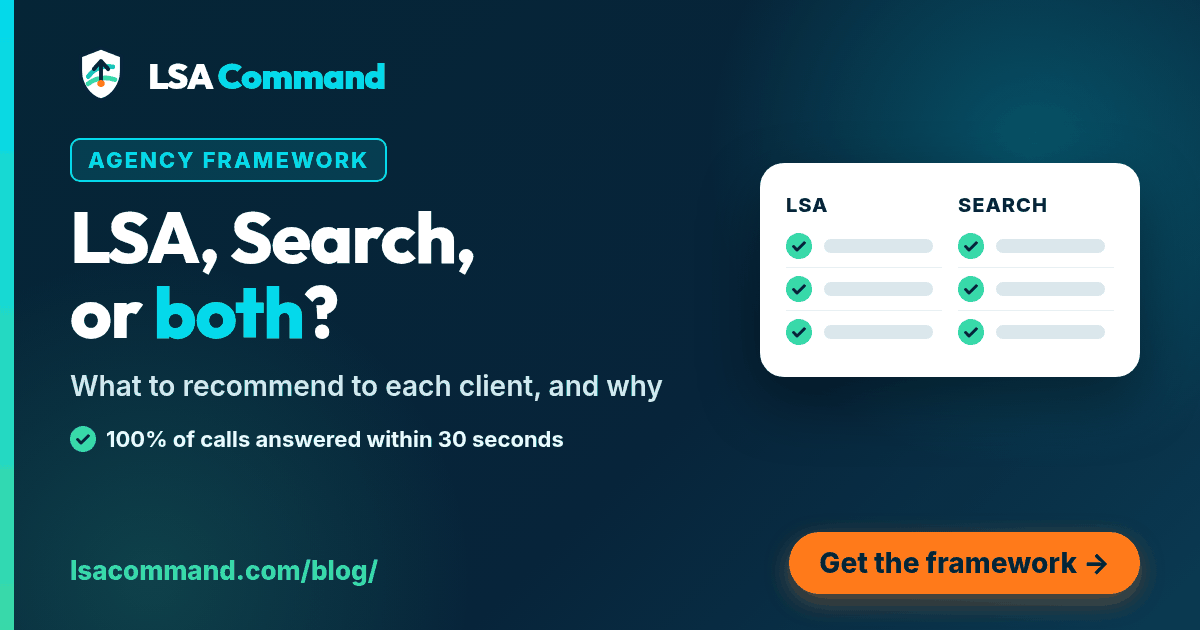 LSA Command
AGENCY FRAMEWORK
LSA, Search,
or both?
What to recommend to each client, and why
100% of calls answered within 30 seconds
LSA
SEARCH
lsacommand.com/blog/
Get the framework →